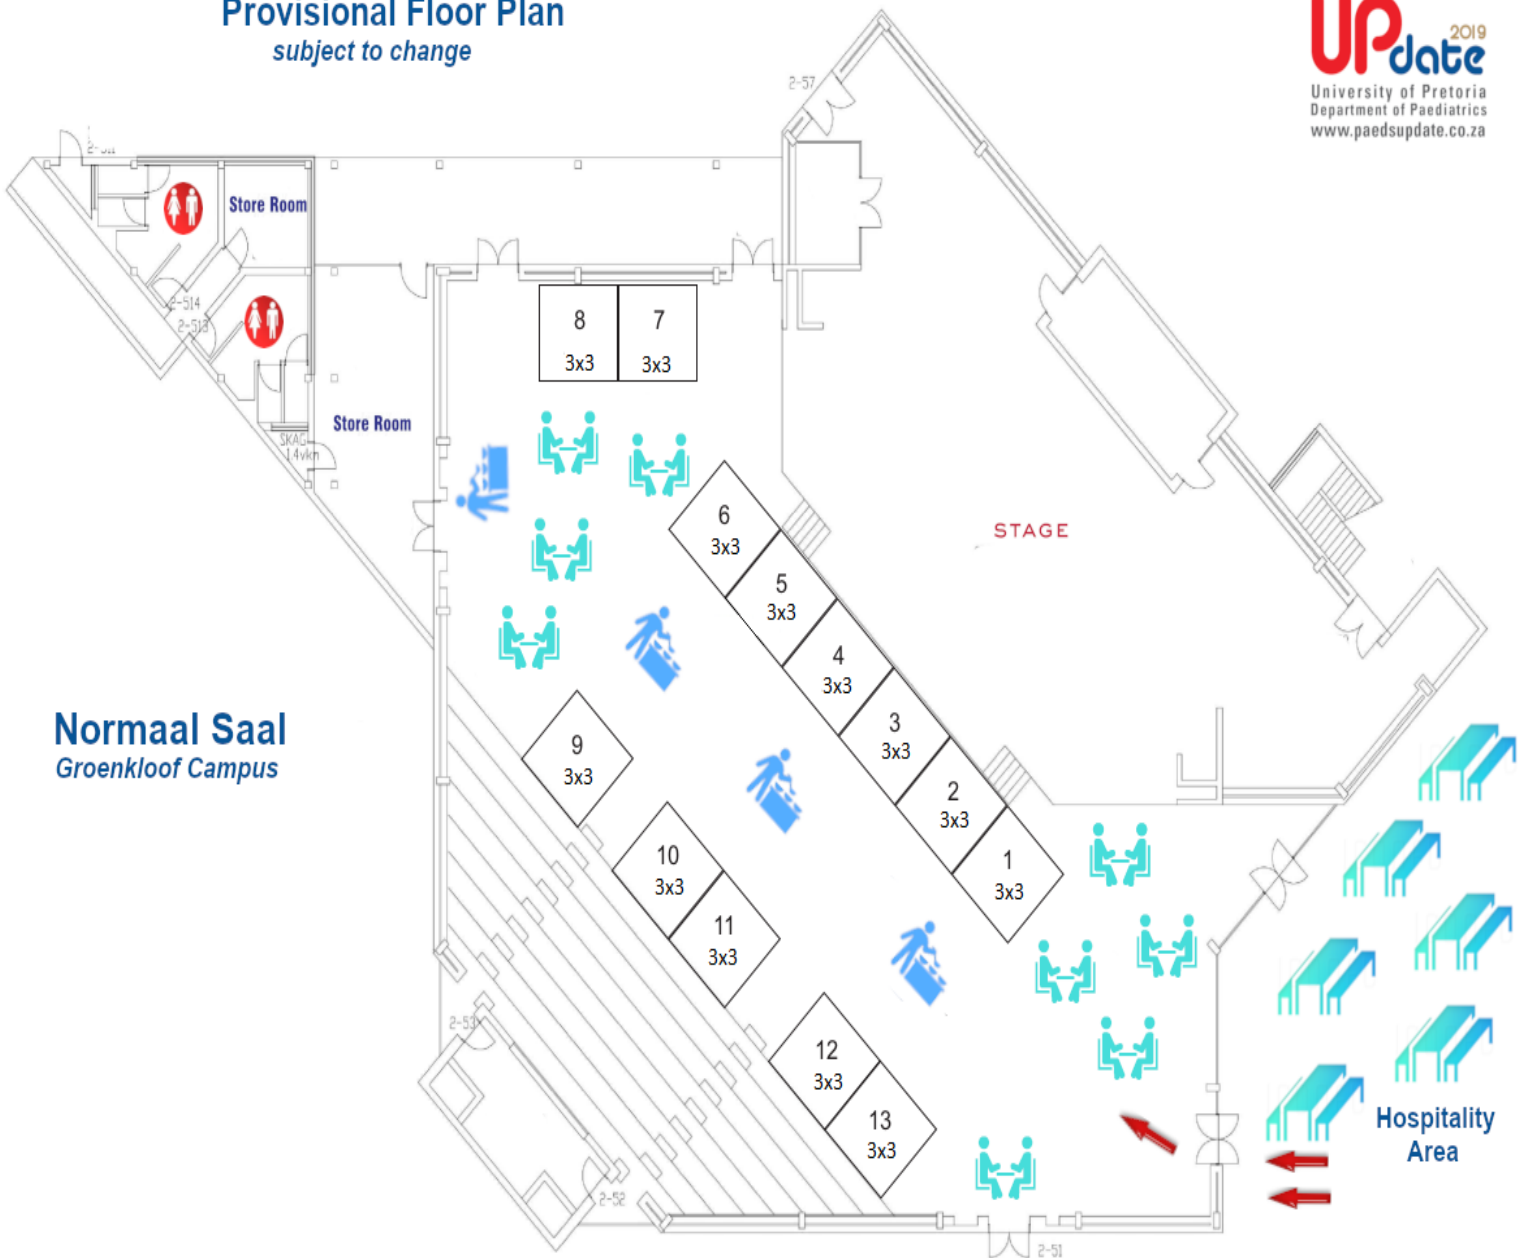 Provisional Floor Plan
subject to change
UPdate 2019
University of Pretoria
Department of Paediatrics
www.paedsupdate.co.za
2-57
Store Room
2-514
2-513
8
3x3
7
3x3
Store Room
SKAG
1.4vkm
6
3x3
STAGE
5
3x3
4
3x3
3
3x3
2
3x3
1
3x3
Normaal Saal
Groenkloof Campus
9
3x3
10
3x3
11
3x3
2-53
12
3x3
13
3x3
Hospitality
Area
2-52
2-51